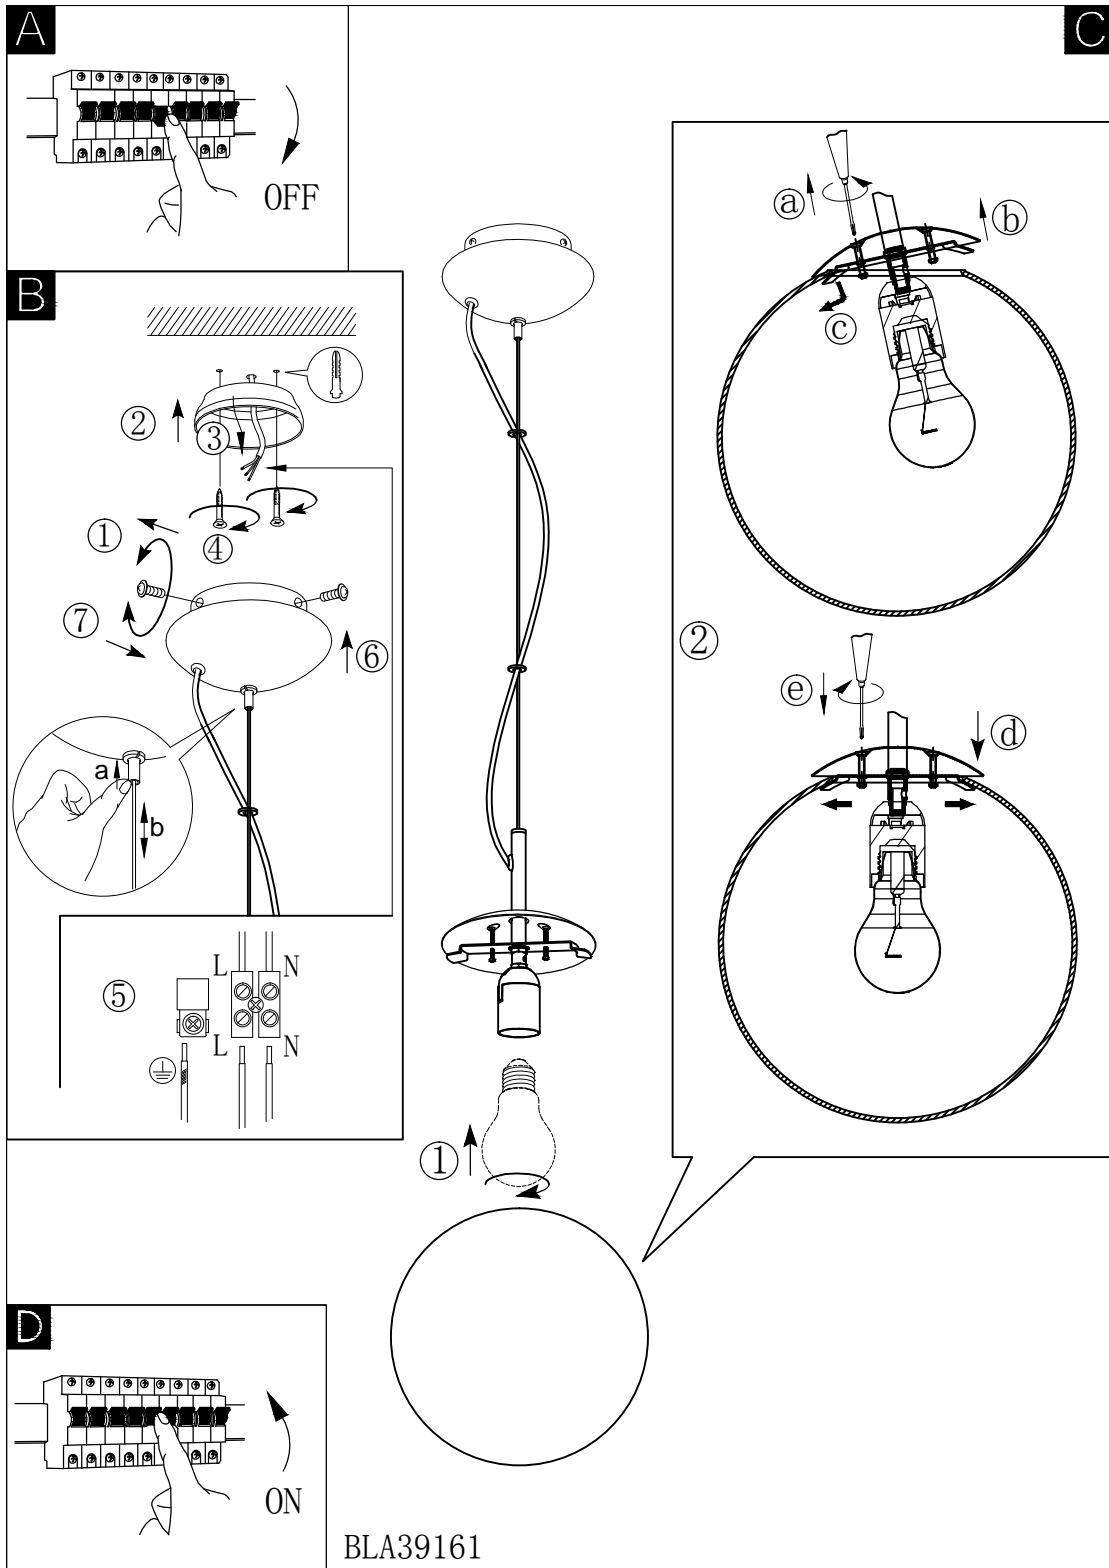 A
OFF
B
②
③
①
④
⑦
⑥
a
b
L
N
⑤
L
N
C
ⓐ
ⓑ
ⓒ
②
ⓔ
ⓓ
①
D
ON
BLA39161